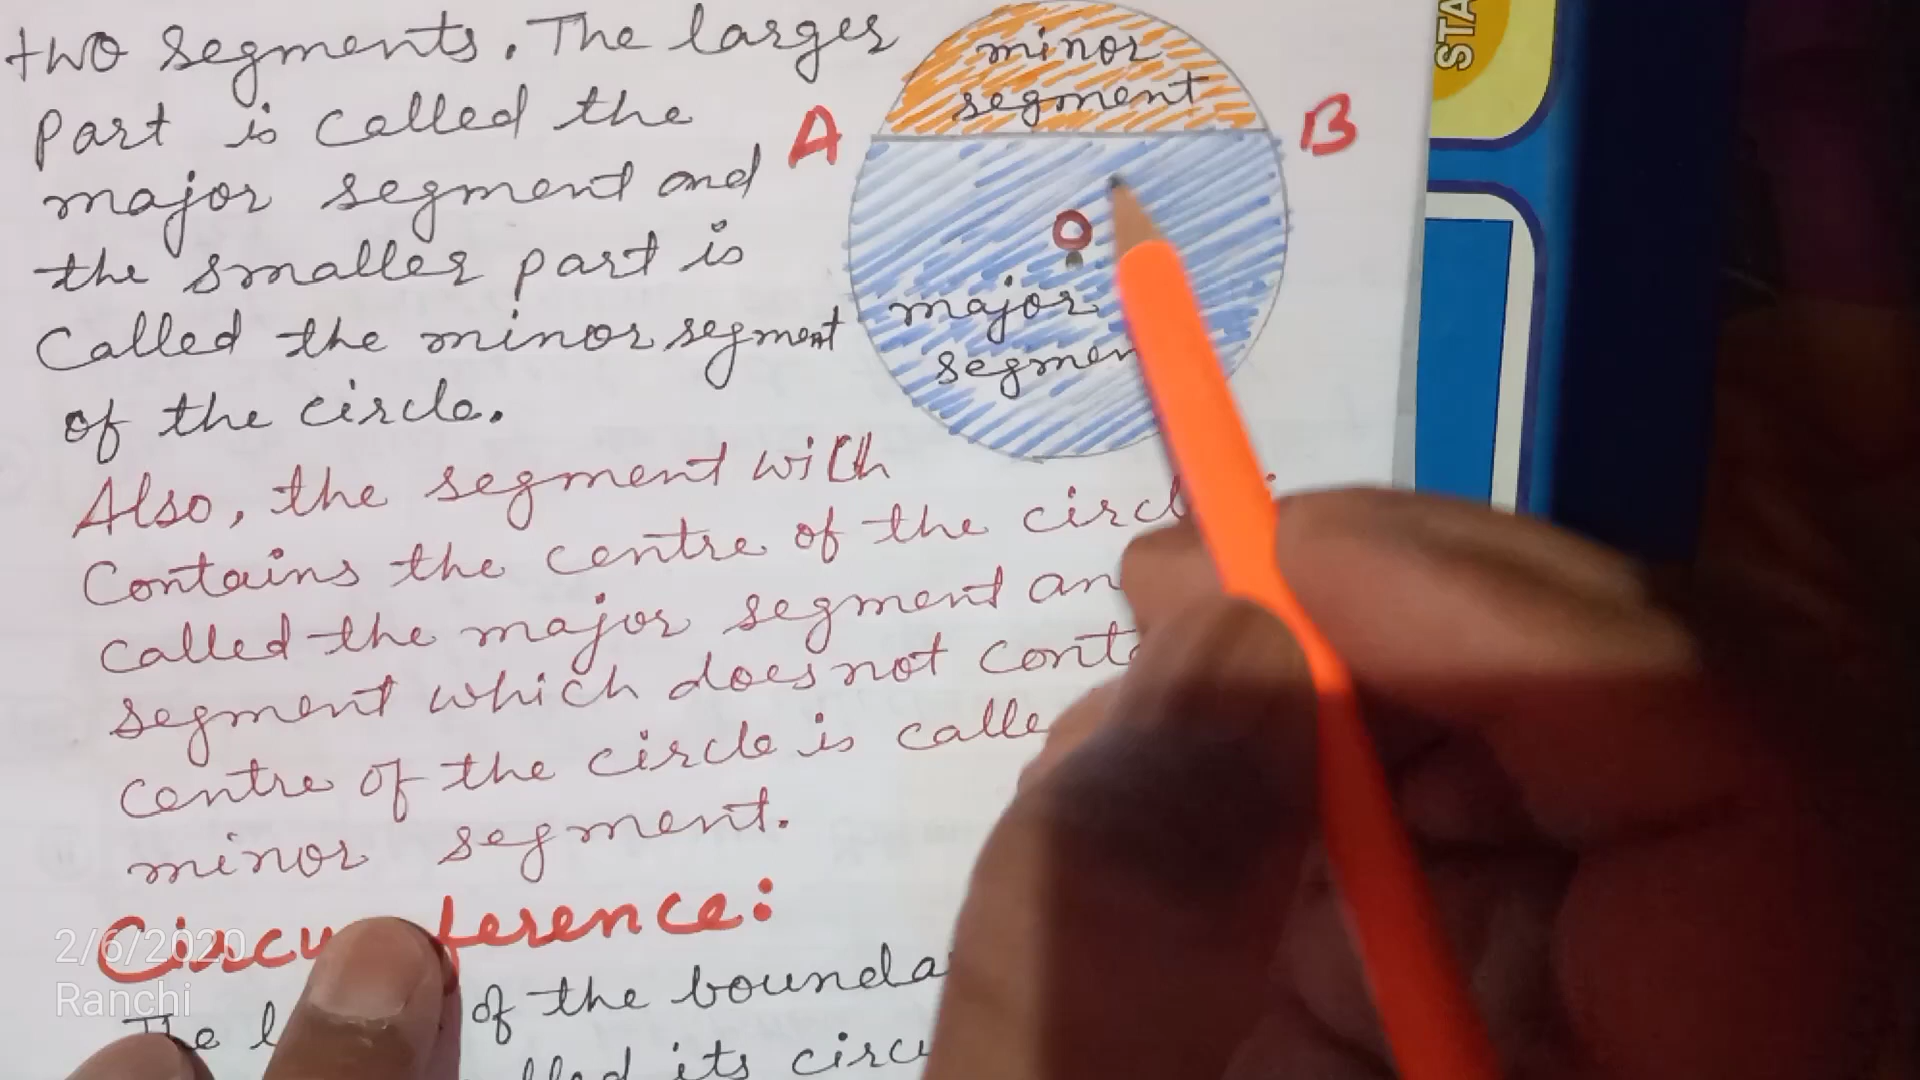 two segments. The larger
part is called the
major segment and
the smaller part is
called the minor segment
of the circle.
Also, the segment with
contains the centre of the circl
called the major segment an
segment which does not cont
centre of the circle is calle
minor segment.
Circu ference:
The l of the bounda
lled its circu
minor
segment
A
B
O
major
segmen
STA
2/6/2020
Ranchi